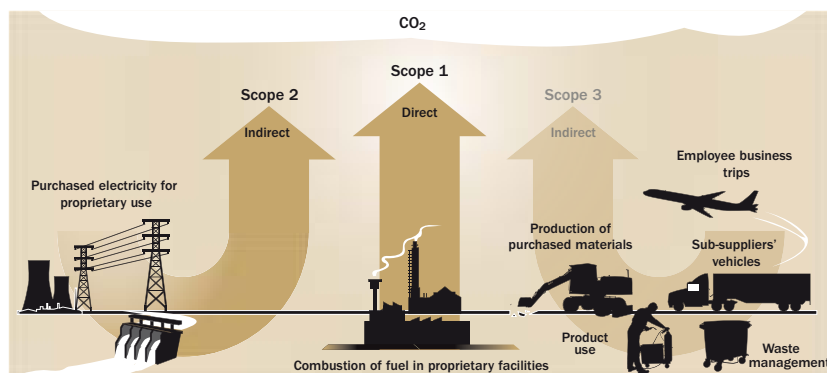 CO₂
Scope 1
Direct
Scope 2
Indirect
Scope 3
Indirect
Purchased electricity for
proprietary use
Employee business
trips
Production of
purchased materials
Sub-suppliers’
vehicles
Product
use
Waste
management
Combustion of fuel in proprietary facilities